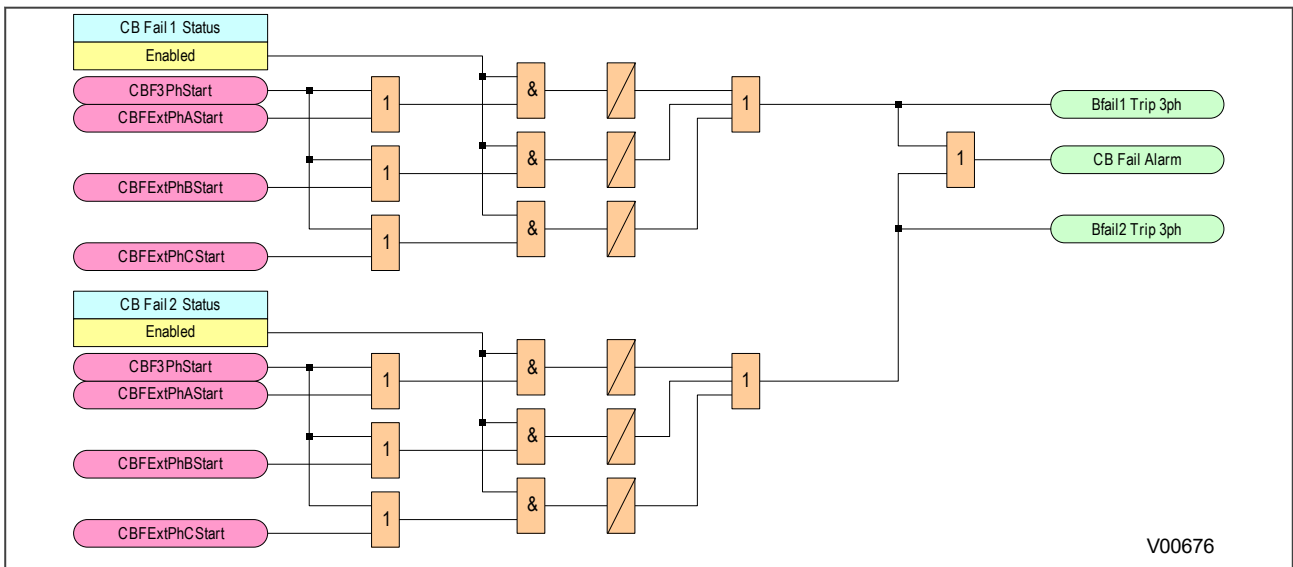 CB Fail 1 Status
Enabled
CBF3PhStart
CBFExtPhAStart
CBFExtPhBStart
CBFExtPhCStart
1
1
1
&
&
&
1
1
Bfail1 Trip 3ph
CB Fail Alarm
Bfail2 Trip 3ph
CB Fail 2 Status
Enabled
CBF3PhStart
CBFExtPhAStart
CBFExtPhBStart
CBFExtPhCStart
1
1
1
&
&
&
1
V00676